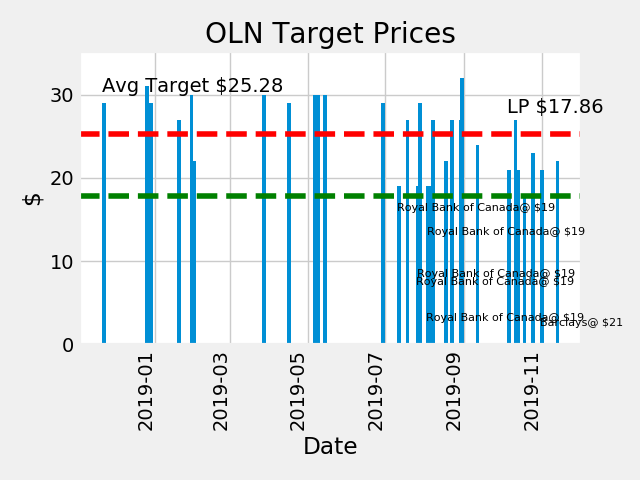 OLN Target Prices
Avg Target $25.28
LP $17.86
$
30
20
10
0
Royal Bank of Canada@ $19
Royal Bank of Canada@ $19
Royal Bank of Canada@ $19
Royal Bank of Canada@ $19
Royal Bank of Canada@ $19
Barclays@ $21
2019-01
2019-03
2019-05
2019-07
2019-09
2019-11
Date